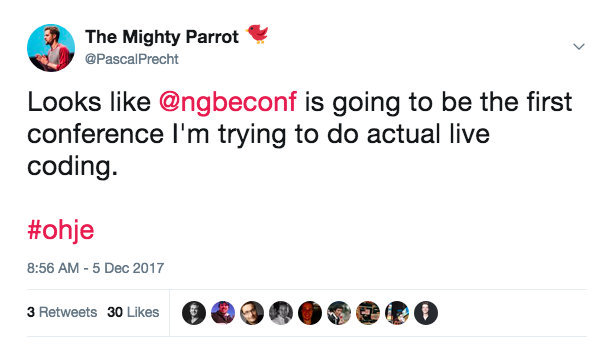 The Mighty Parrot
@PascalPrecht
Looks like @ngbeconf is going to be the first
conference I'm trying to do actual live
coding.
#ohje
8:56 AM - 5 Dec 2017
3 Retweets 30 Likes